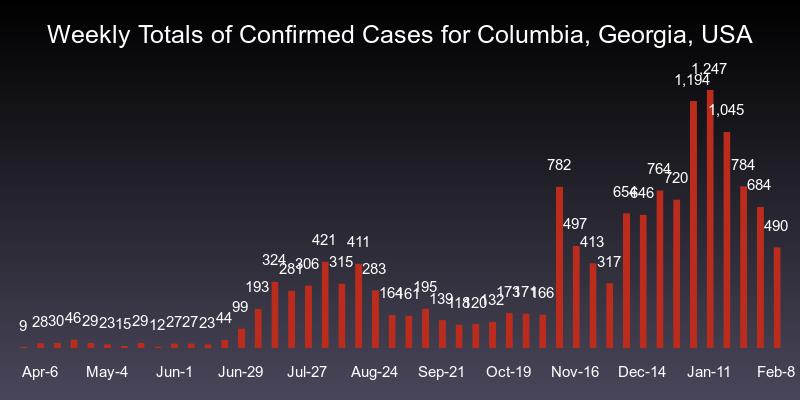 Weekly Totals of Confirmed Cases for Columbia, Georgia, USA
9 28 30 46 29 23 15 29 12 27 27 23 44 99 193 324 281 306 421 315 411 283 164 161 195 139 118 120 132 173 171 166 782 497 413 317 654 646 764 720 1,194 1,247 1,045 784 684 490
Apr-6 May-4 Jun-1 Jun-29 Jul-27 Aug-24 Sep-21 Oct-19 Nov-16 Dec-14 Jan-11 Feb-8